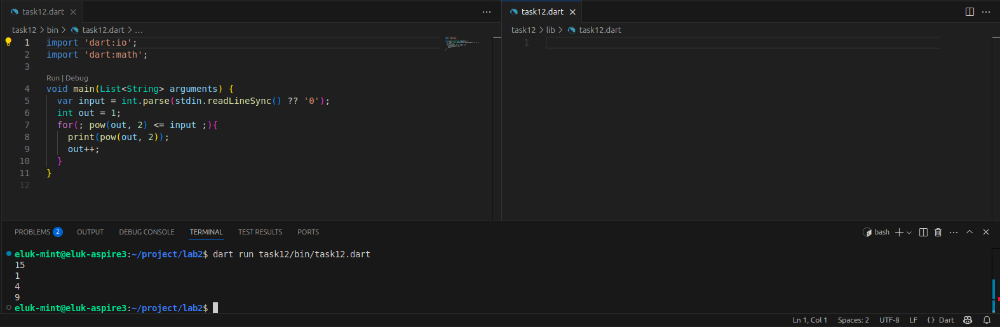 task12.dart
task12 > bin > task12.dart > ...
1 import 'dart:io';
2 import 'dart:math';
3
Run | Debug
4 void main(List<String> arguments) {
5 var input = int.parse(stdin.readLineSync() ?? '0');
6 int out = 1;
7 for(; pow(out, 2) <= input ;){
8 print(pow(out, 2));
9 out++;
10 }
11 }
12
task12.dart
task12 > lib > task12.dart
1
PROBLEMS 2 OUTPUT DEBUG CONSOLE TERMINAL TEST RESULTS PORTS bash
eluk-mint@eluk-aspire3:~/project/lab2$ dart run task12/bin/task12.dart
15
1
4
9
eluk-mint@eluk-aspire3:~/project/lab2$
Ln 1, Col 1 Spaces: 2 UTF-8 LF {} Dart